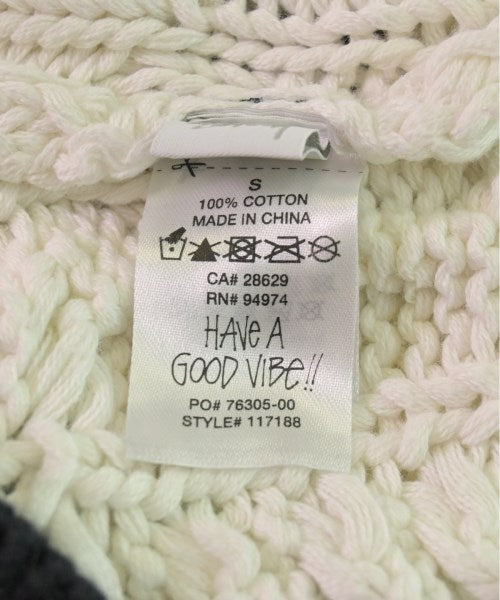 S
100% COTTON
MADE IN CHINA
CA# 28629
RN# 94974
HAVE A
GOOD VIBE!!
PO# 76305-00
STYLE# 117188